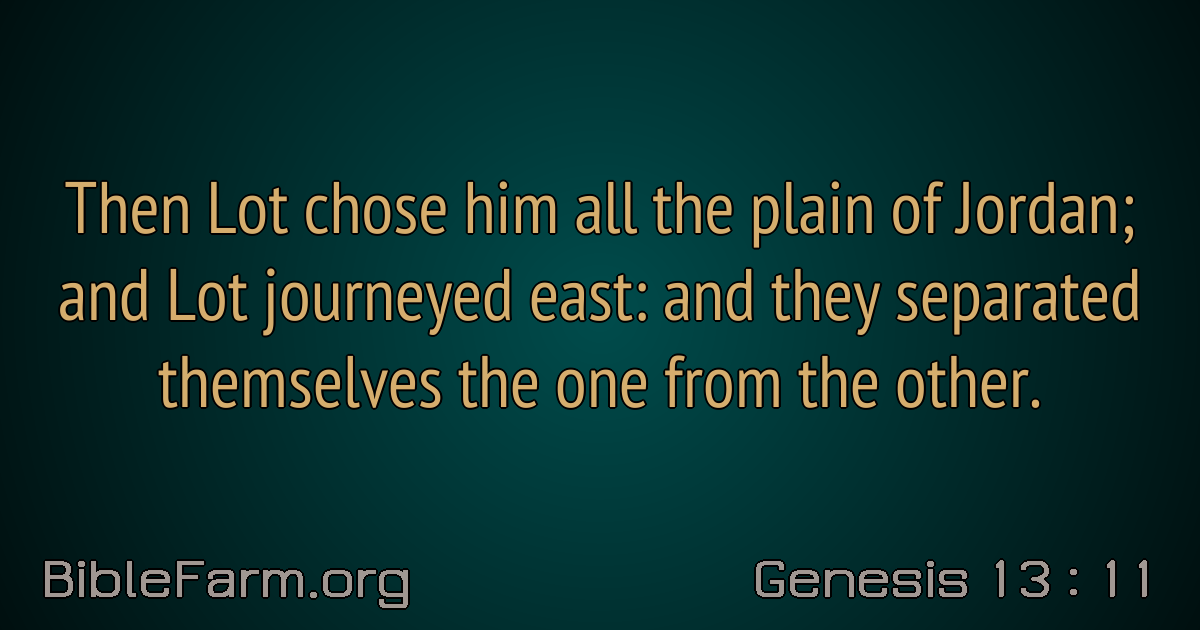 Then Lot chose him all the plain of Jordan;
and Lot journeyed east: and they separated
themselves the one from the other.
BibleFarm.org
Genesis 13 : 11